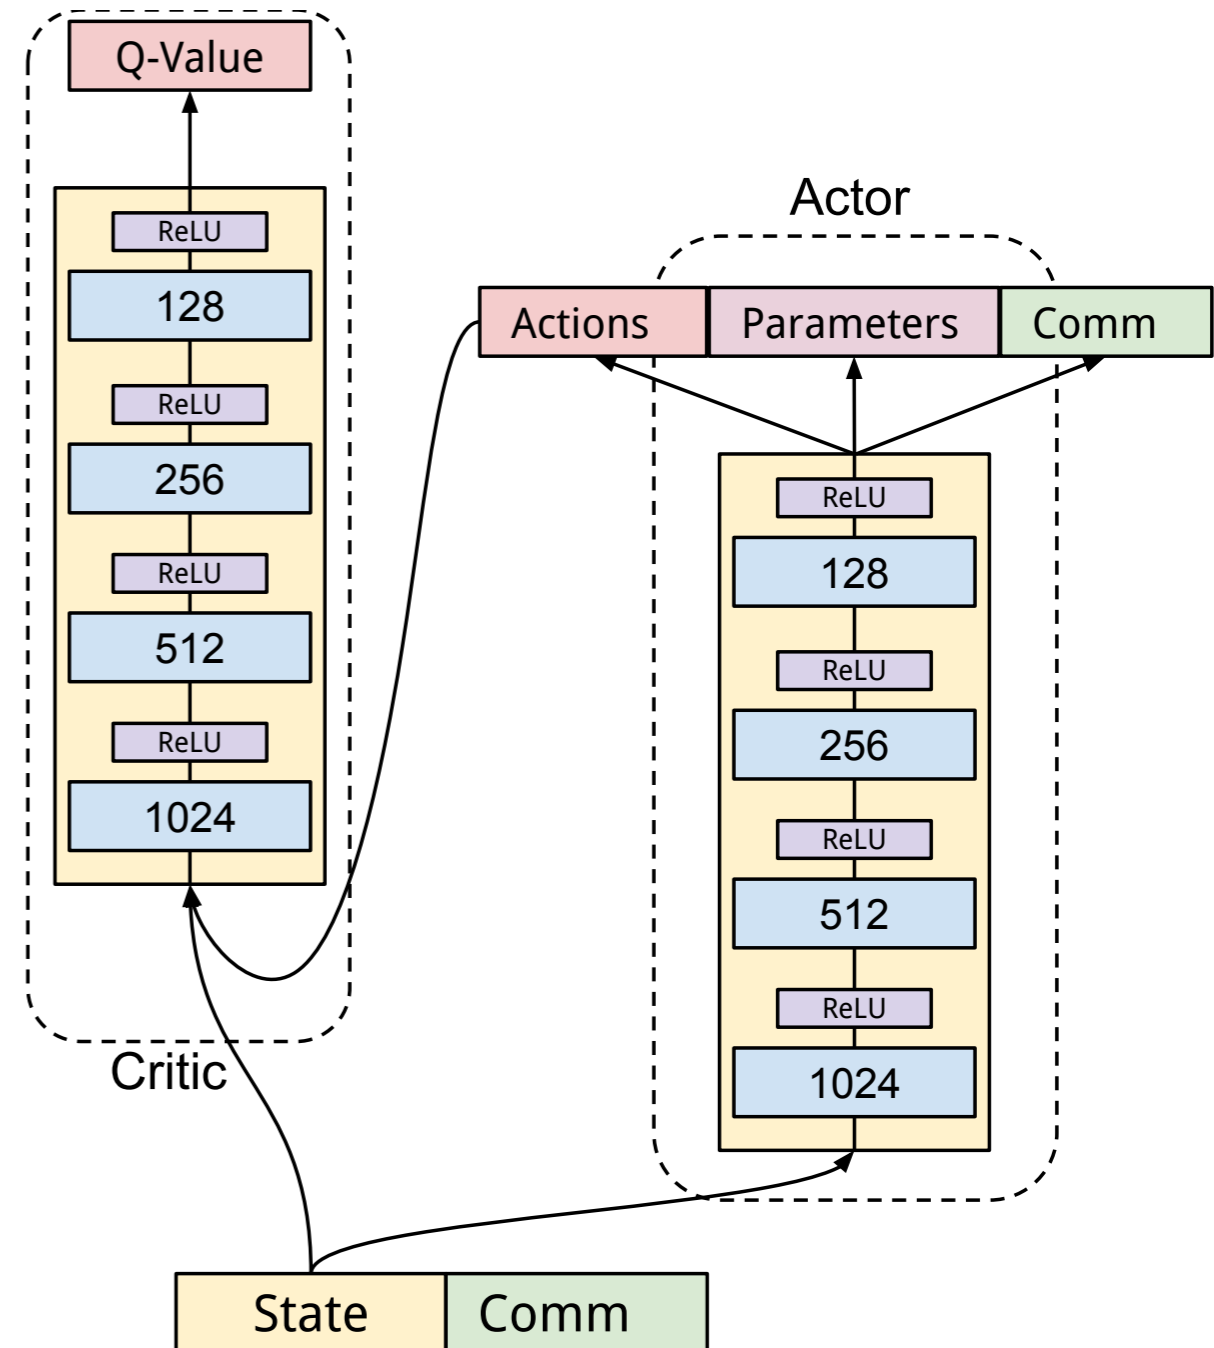 Q-Value
ReLU
128
ReLU
256
ReLU
512
ReLU
1024
Critic
Actor
Actions Parameters Comm
ReLU
128
ReLU
256
ReLU
512
ReLU
1024
State Comm